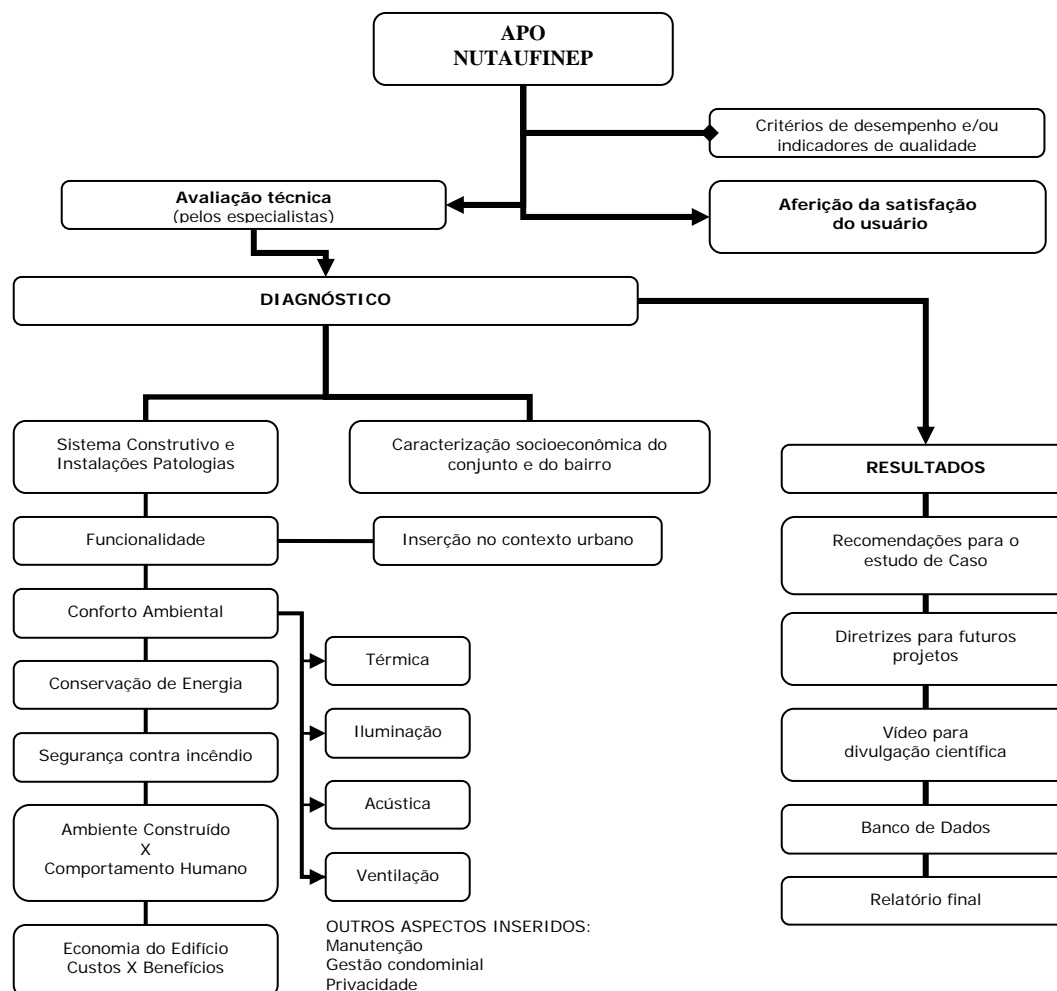 APO
NUTAUFINEP
Critérios de desempenho e/ou
indicadores de qualidade
Avaliação técnica
(pelos especialistas)
Aferição da satisfação
do usuário
DIAGNÓSTICO
Sistema Construtivo e
Instalações Patologias
Caracterização socioeconômica do
conjunto e do bairro
RESULTADOS
Funcionalidade
Inserção no contexto urbano
Recomendações para o
estudo de Caso
Conforto Ambiental
Térmica
Diretrizes para futuros
projetos
Conservação de Energia
Iluminação
Vídeo para
divulgação científica
Segurança contra incêndio
Acústica
Banco de Dados
Ambiente Construído
X
Comportamento Humano
Ventilação
Relatório final
Economia do Edifício
Custos X Benefícios
OUTROS ASPECTOS INSERIDOS:
Manutenção
Gestão condominial
Privacidade